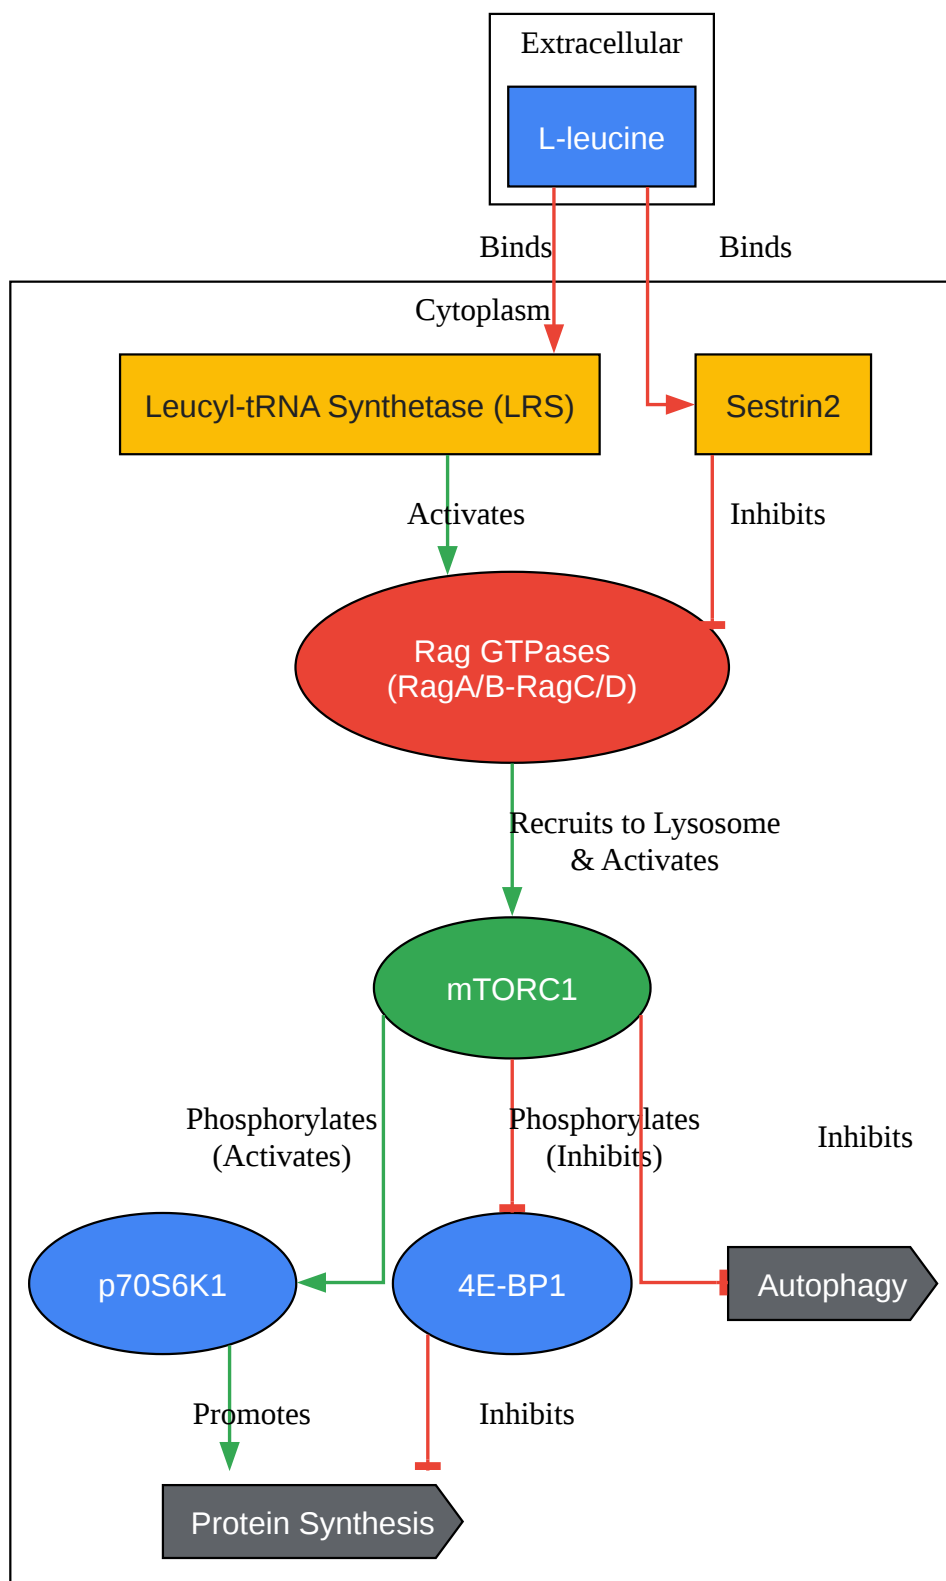 Extracellular
L-leucine
Binds
Binds
Cytoplasm
Leucyl-tRNA Synthetase (LRS)
Sestrin2
Activates
Inhibits
Rag GTPases
(RagA/B-RagC/D)
Recruits to Lysosome
& Activates
mTORC1
Phosphorylates
(Activates)
Phosphorylates
(Inhibits)
Inhibits
p70S6K1
4E-BP1
Autophagy
Promotes
Inhibits
Protein Synthesis